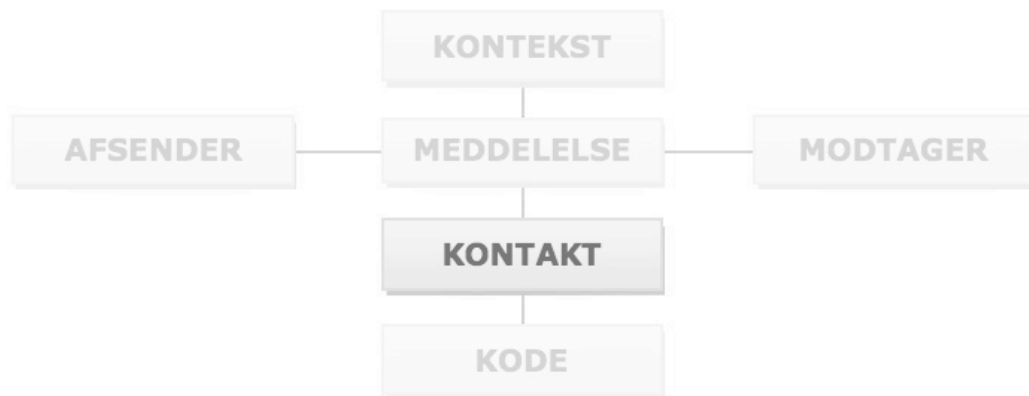 KONTEKST
AFSENDER MEDDELELSE MODTAGER
KONTAKT
KODE